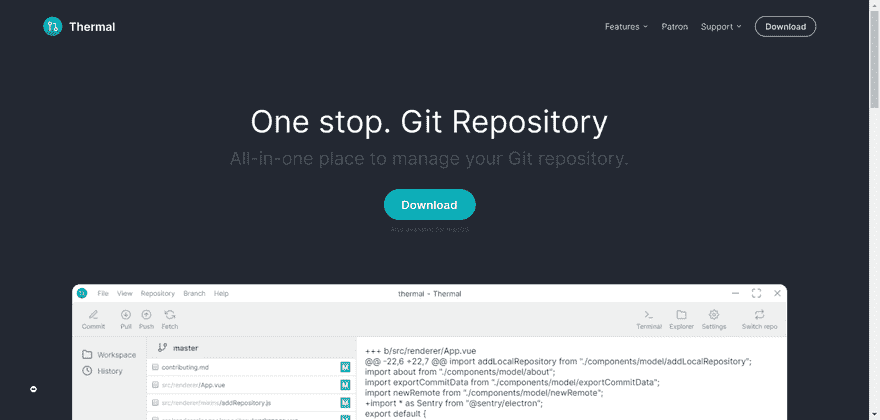 Thermal
Features Patron Support Download
One stop. Git Repository
All-in-one place to manage your Git repository.
Download
File View Repository Branch Help
thermal - Thermal
Commit Pull Push Fetch
Terminal Explorer Settings Switch repo
Workspace
History
master
contributing.md M
src/renderer/App.vue M
/addRepository.js M
+++ b/src/renderer/App.vue
@@ -22,6 +22,7 @@ import addLocalRepository from "./components/model/addLocalRepository";
import about from "./components/model/about";
import exportCommitData from "./components/model/exportCommitData";
import newRemote from "./components/model/newRemote";
+import * as Sentry from "@sentry/electron";
export default {